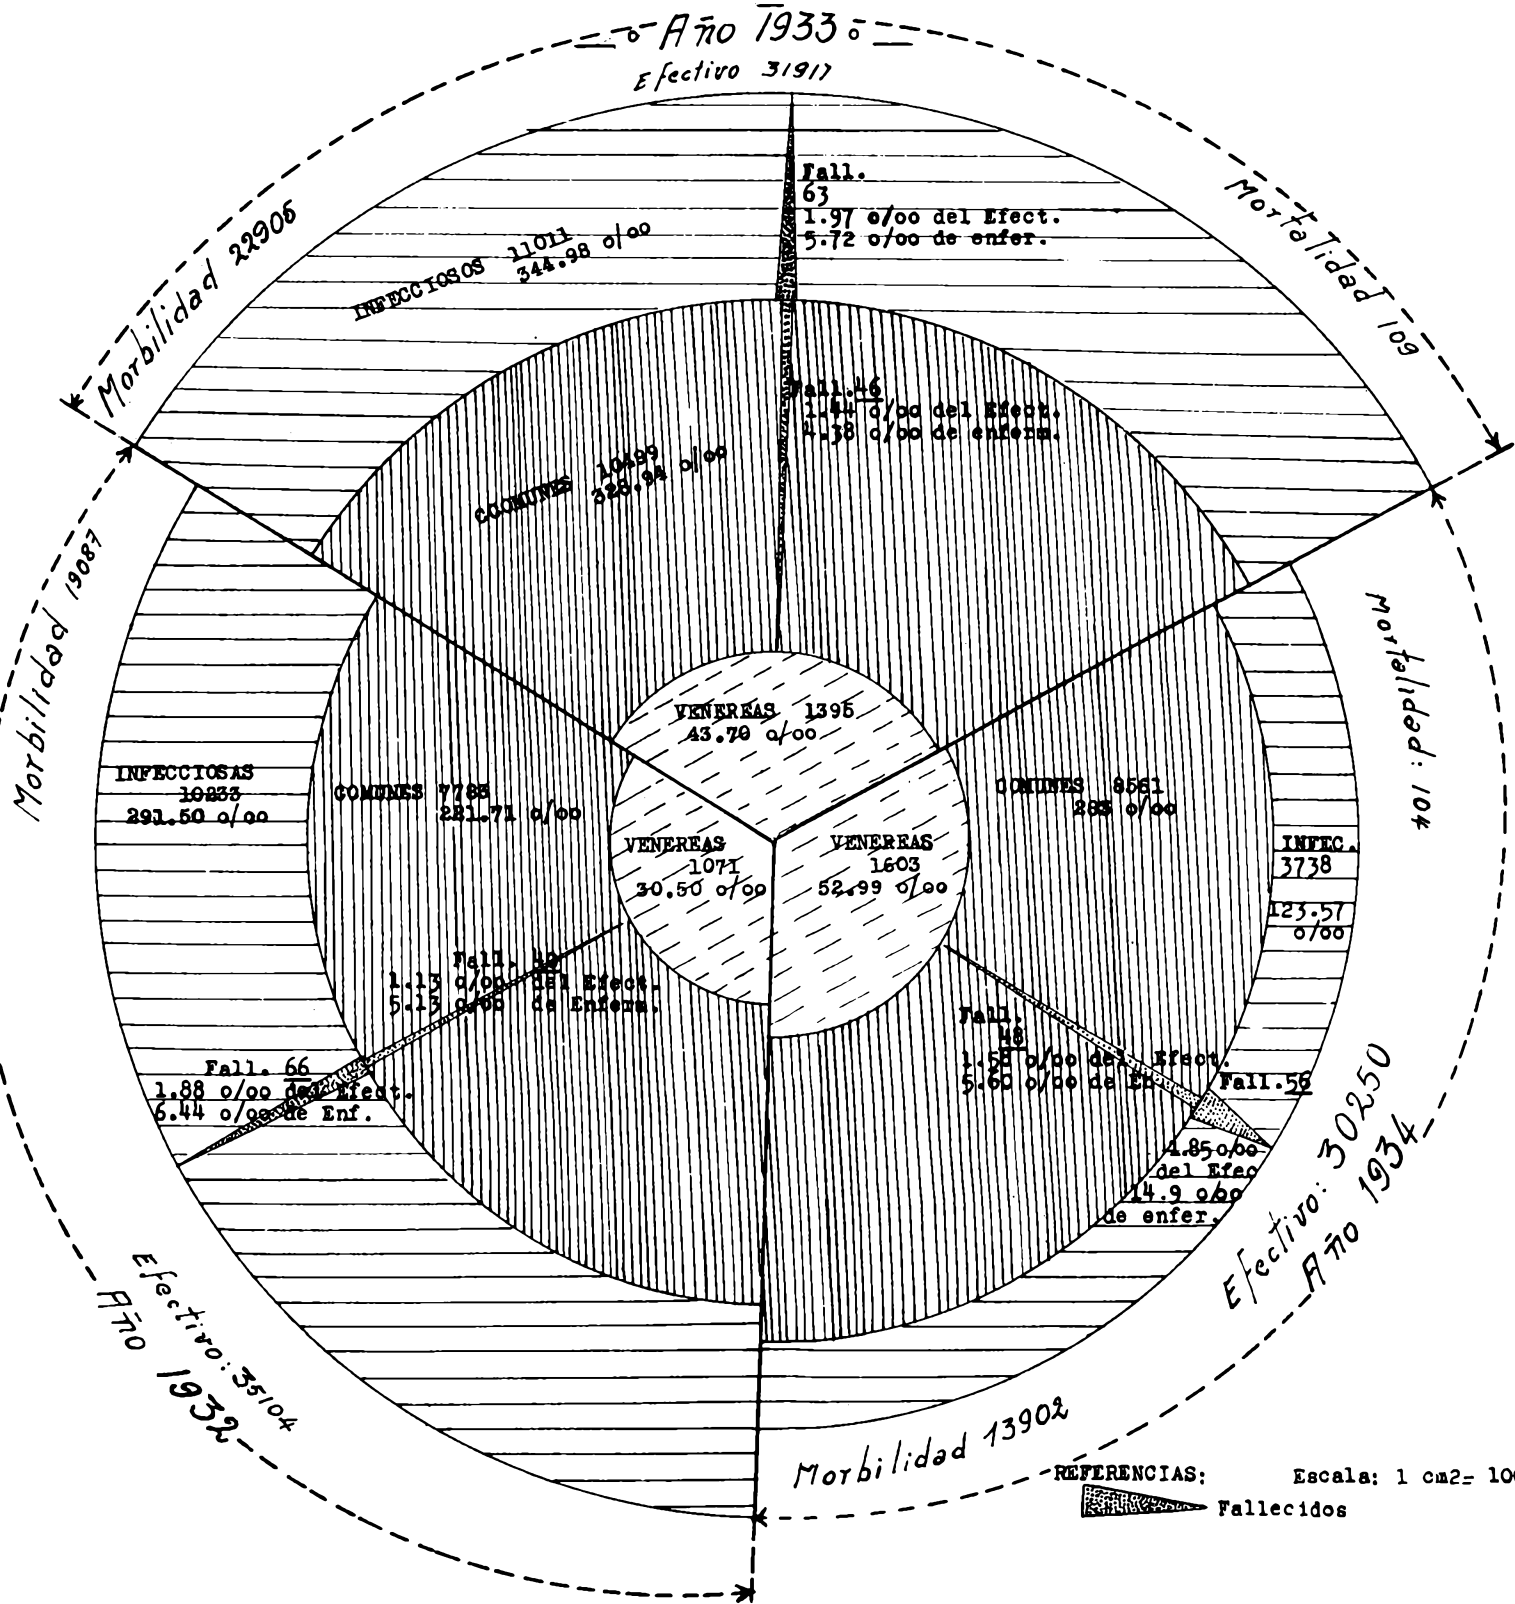 Año 1933
Efectivo 31917
Morbilidad 22905
Mortalidad 109
Fall.
63
1.97 o/oo del Efect.
5.72 o/oo de enfer.
INFECCIOSOS 11011
344.98 o/oo
Fall. 46
1.44 o/oo del Efect.
4.38 o/oo de enferm.
COMUNES 10499
328.94 o/oo
VENEREAS 1395
43.70 o/oo
Morbilidad 19087
INFECCIOSAS
10233
291.50 o/oo
COMUNES 7783
221.71 o/oo
VENEREAS
1071
30.50 o/oo
Fall.
1.13 o/oo del Efect.
5.13 o/oo de Enferm.
Fall. 66
1.88 o/oo del Efect.
6.44 o/oo de Enf.
Efectivo: 35104
Año 1932
Mortalidad: 104
COMUNES 8561
283 o/oo
VENEREAS
1603
52.99 o/oo
INFEC.
3738
123.57
o/oo
Fall.
48
1.58 o/oo del Efect.
5.60 o/oo de En
Fall. 56
1.85 o/oo
del Efec
14.9 o/oo
de enfer.
Efectivo: 30250
Año 1934
Morbilidad 13902
REFERENCIAS: Escala: 1 cm2=
Fallecidos